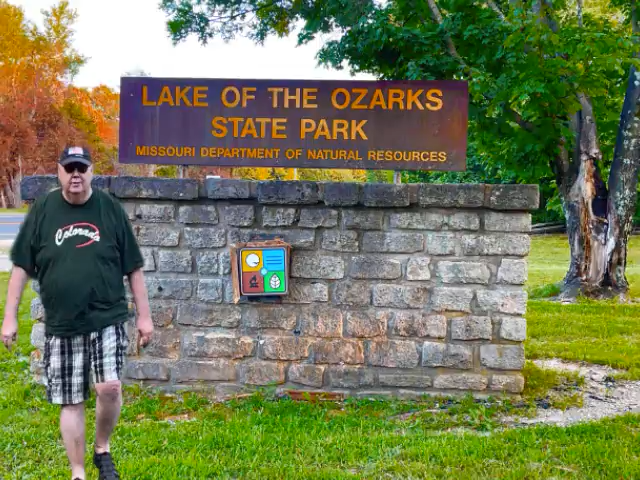 LAKE OF THE OZARKS
STATE PARK
MISSOURI DEPARTMENT OF NATURAL RESOURCES
Colorado